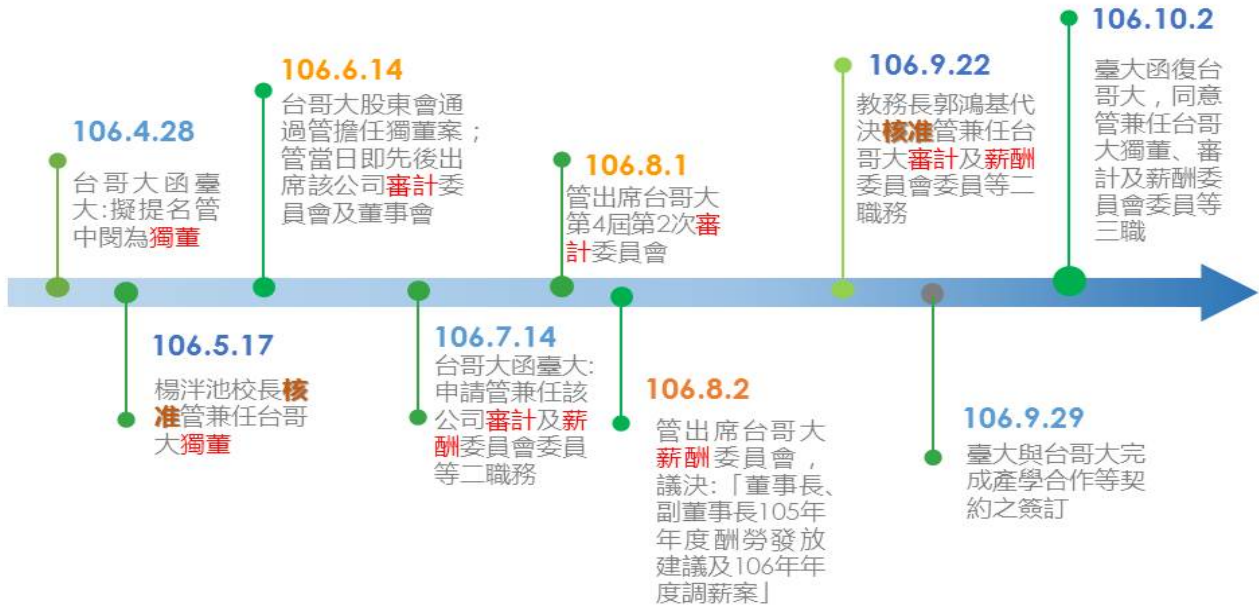 106.4.28
台哥大函臺
大:擬提名管
中閔為獨董
106.5.17
楊泮池校長核
准管兼任台哥
大獨董
106.6.14
台哥大股東會通
過管擔任獨董案；
管當日即先後出
席該公司審計委
員會及董事會
106.7.14
台哥大函臺大:
申請管兼任該
公司審計及薪
酬委員會委員
等二職務
106.8.1
管出席台哥大
第4屆第2次審
計委員會
106.8.2
管出席台哥大
薪酬委員會，
議決:「董事長、
副董事長105年
年度酬勞發放
建議及106年年
度調薪案」
106.9.22
教務長郭鴻基代
決核准管兼任台
哥大審計及薪酬
委員會委員等二
職務
106.9.29
臺大與台哥大完
成產學合作等契
約之簽訂
106.10.2
臺大函復台
哥大，同意
管兼任台哥
大獨董、審
計及薪酬委
員會委員等
三職